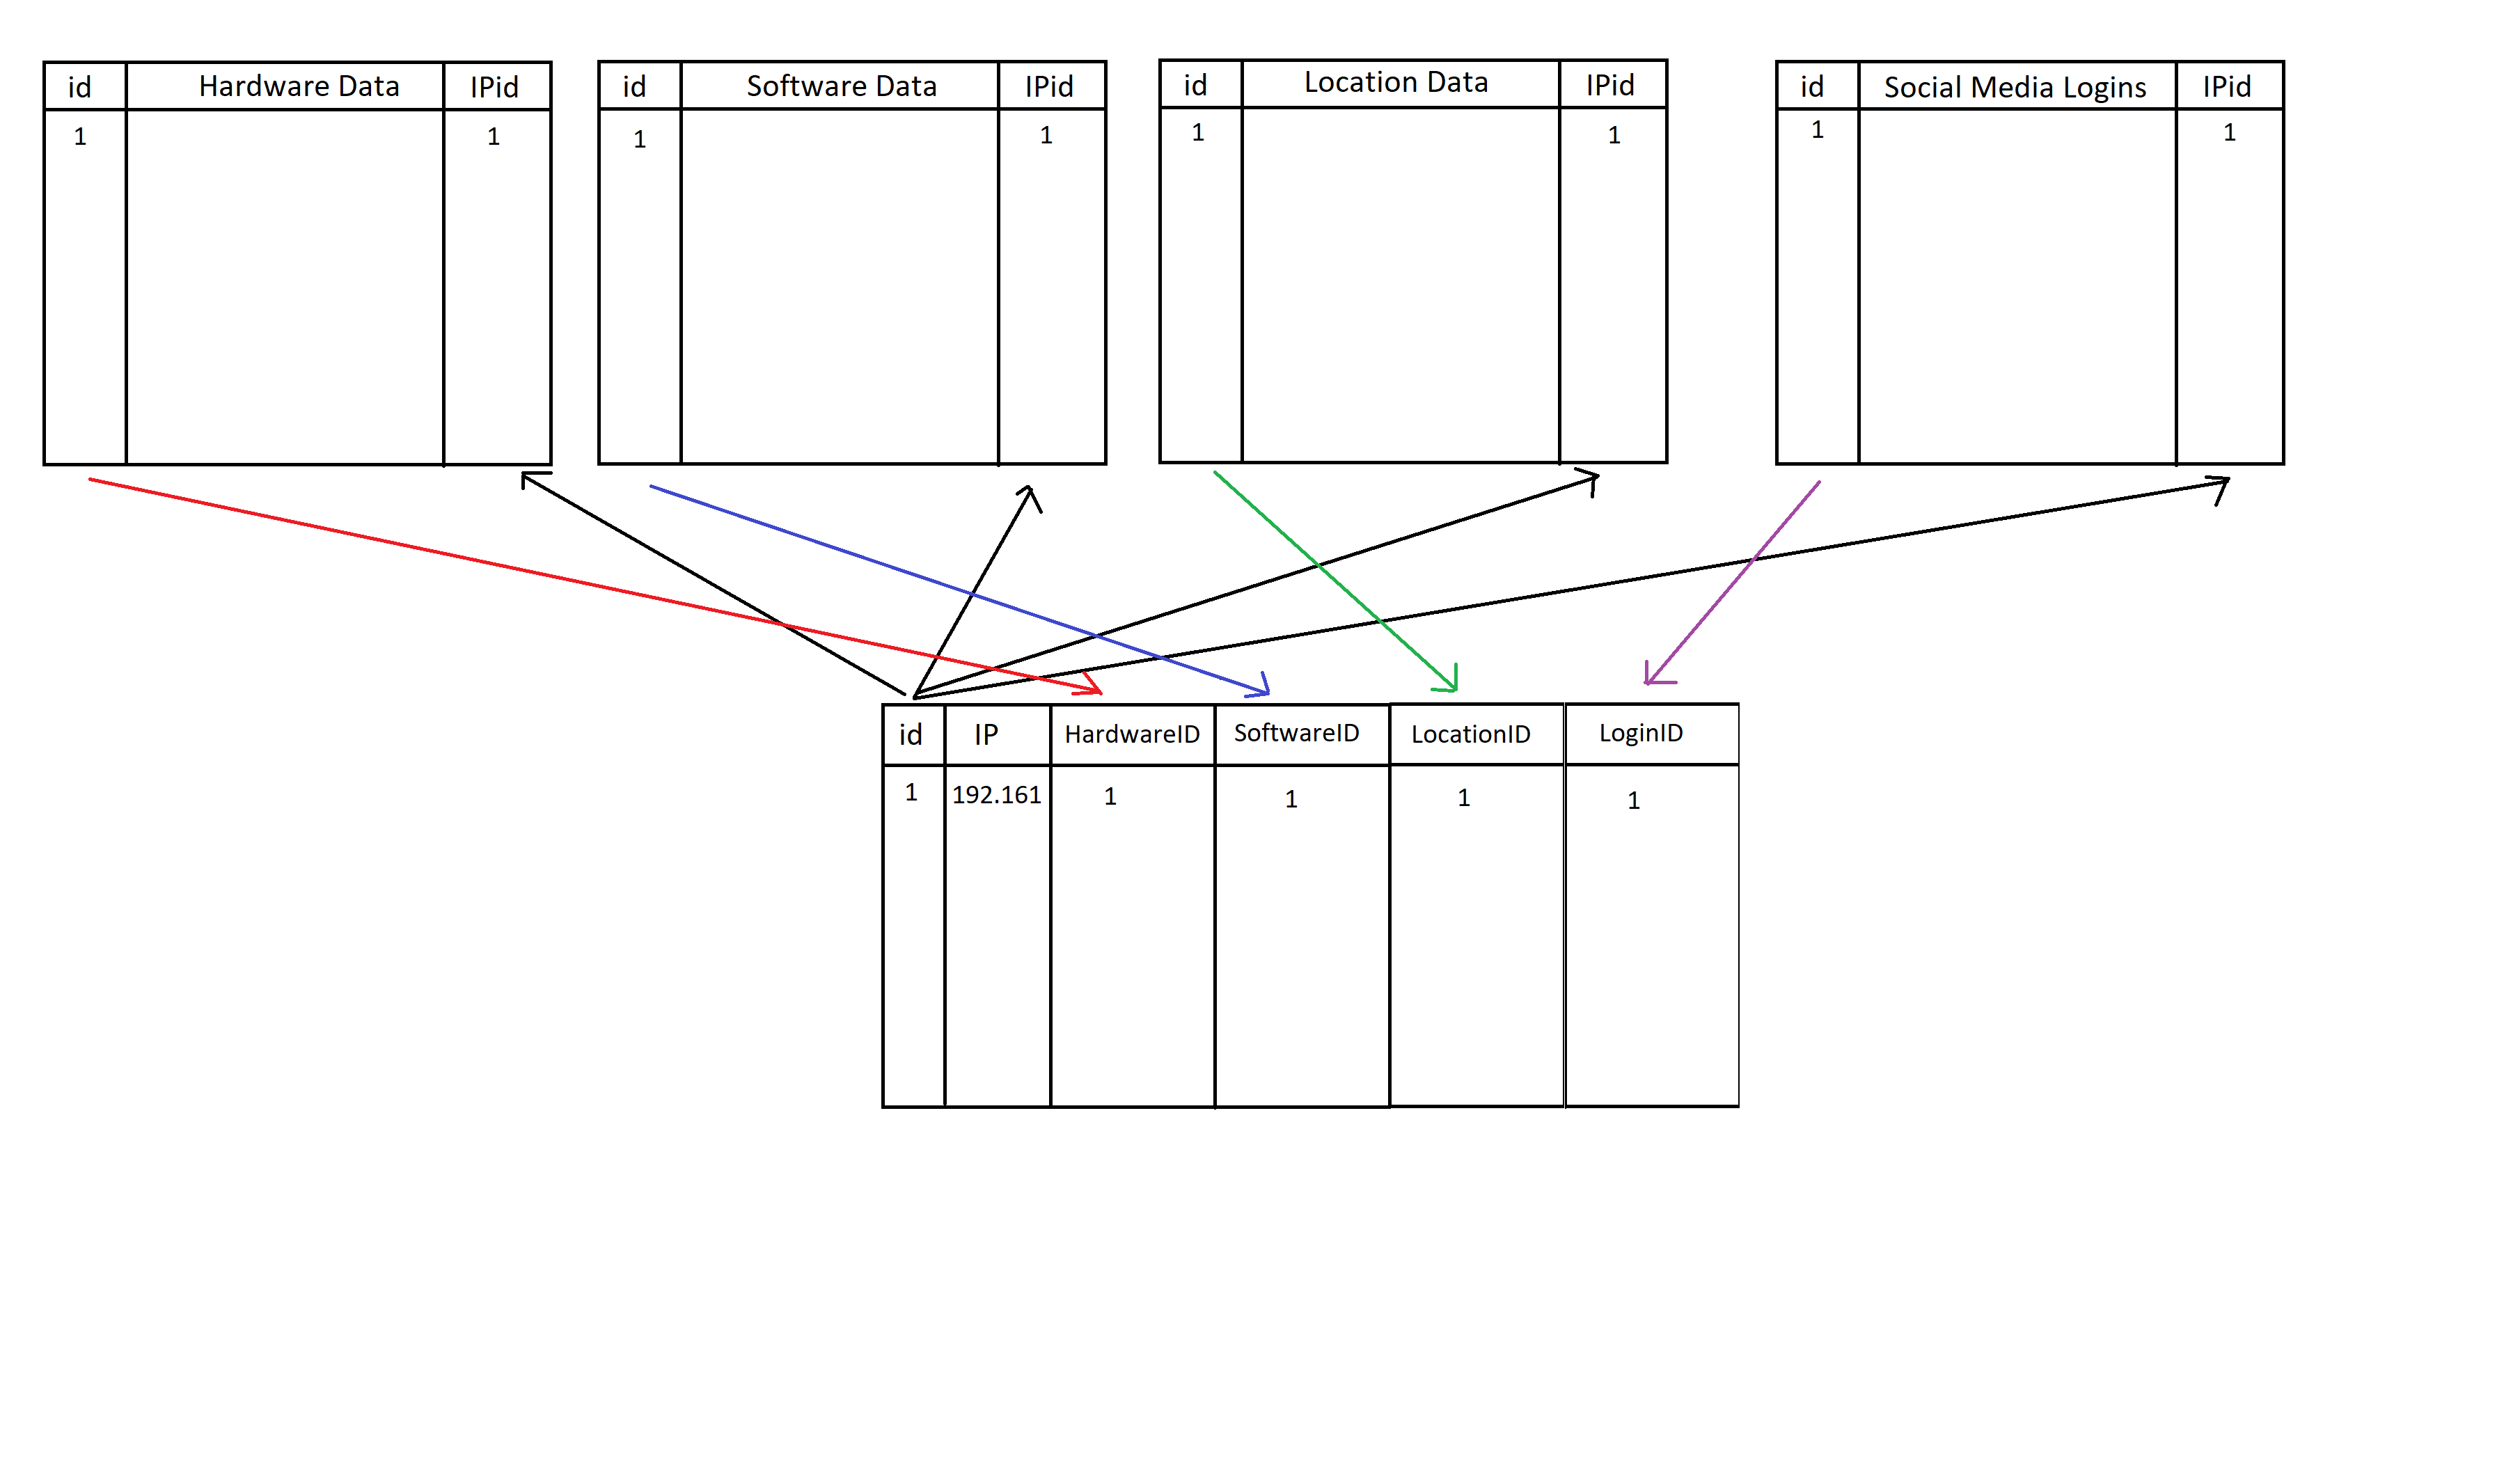 id Hardware Data IPid
1 1
id Software Data IPid
1 1
id Location Data IPid
1 1
id Social Media Logins IPid
1 1
id IP HardwareID SoftwareID LocationID LoginID
1 192.161 1 1 1 1